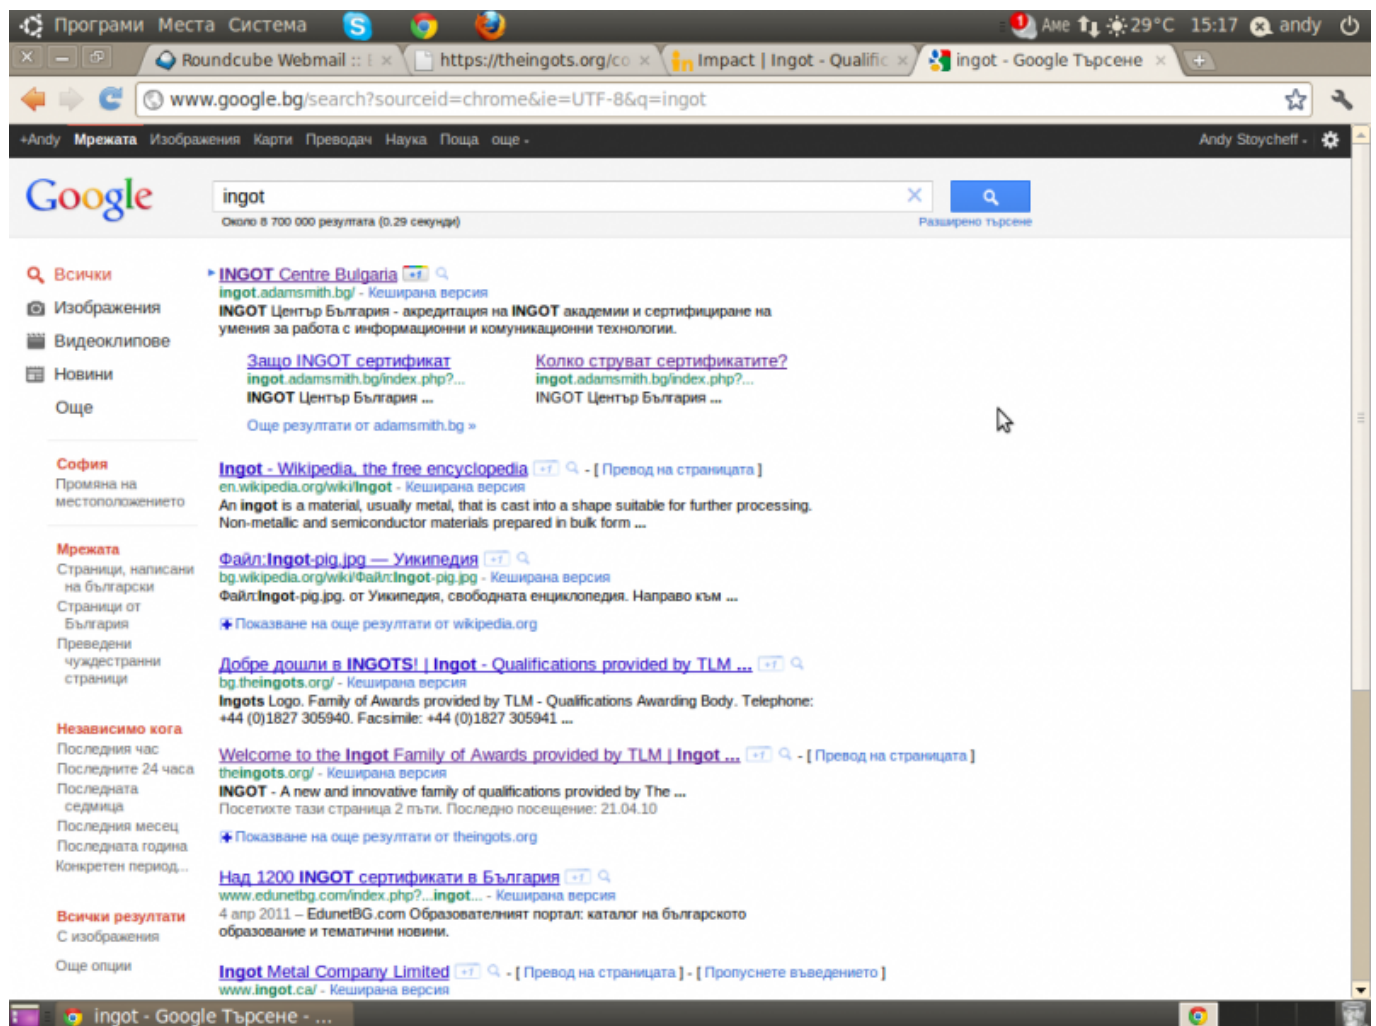 Програми Места Система
1 Аме 29°C 15:17 andy
Roundcube Webmail :: E
https://theingots.org/co
Impact | Ingot - Qualific
ingot - Google Търсене
www.google.bg/search?sourceid=chrome&ie=UTF-8&q=ingot
+Andy Мрежата Изображения Карти Преводач Наука Поща още
Andy Stoycheff
Google
ingot
Около 8 700 000 резултата (0.29 секунди)
Разширено търсене
Всички
Изображения
Видеоклипове
Новини
Още
София
Промяна на
местоположението
Мрежата
Страници, написани
на български
Страници от
България
Преведени
чуждестранни
страници
Независимо кога
Последния час
Последните 24 часа
Последната
седмица
Последния месец
Последната година
Конкретен период...
Всички резултати
С изображения
Още опции
INGOT Centre Bulgaria +1
ingot.adamsmith.bg/ - Кеширана версия
INGOT Център България - акредитация на INGOT академии и сертифициране на
умения за работа с информационни и комуникационни технологии.
Защо INGOT сертификат
ingot.adamsmith.bg/index.php?...
INGOT Център България ...
Колко струват сертификатите?
ingot.adamsmith.bg/index.php?...
INGOT Център България ...
Още резултати от adamsmith.bg »
Ingot - Wikipedia, the free encyclopedia +1 - [ Превод на страницата ]
en.wikipedia.org/wiki/Ingot - Кеширана версия
An ingot is a material, usually metal, that is cast into a shape suitable for further processing.
Non-metallic and semiconductor materials prepared in bulk form ...
Файл:Ingot-pig.jpg — Уикипедия +1
bg.wikipedia.org/wiki/Файл:Ingot-pig.jpg - Кеширана версия
Файл:Ingot-pig.jpg. от Уикипедия, свободната енциклопедия. Направо към ...
Показване на още резултати от wikipedia.org
Добре дошли в INGOTS! | Ingot - Qualifications provided by TLM ... +1
bg.theingots.org/ - Кеширана версия
Ingots Logo. Family of Awards provided by TLM - Qualifications Awarding Body. Telephone:
+44 (0)1827 305940. Facsimile: +44 (0)1827 305941 ...
Welcome to the Ingot Family of Awards provided by TLM | Ingot ... +1 - [ Превод на страницата ]
theingots.org/ - Кеширана версия
INGOT - A new and innovative family of qualifications provided by The ...
Посетихте тази страница 2 пъти. Последно посещение: 21.04.10
Показване на още резултати от theingots.org
Над 1200 INGOT сертификати в България +1
www.edunetbg.com/index.php?...ingot... - Кеширана версия
4 апр 2011 – EdunetBG.com Образователният портал: каталог на българското
образование и тематични новини.
Ingot Metal Company Limited +1 - [ Превод на страницата ] - [ Пропуснете въведението ]
www.ingot.ca/ - Кеширана версия
ingot - Google Търсене - ...